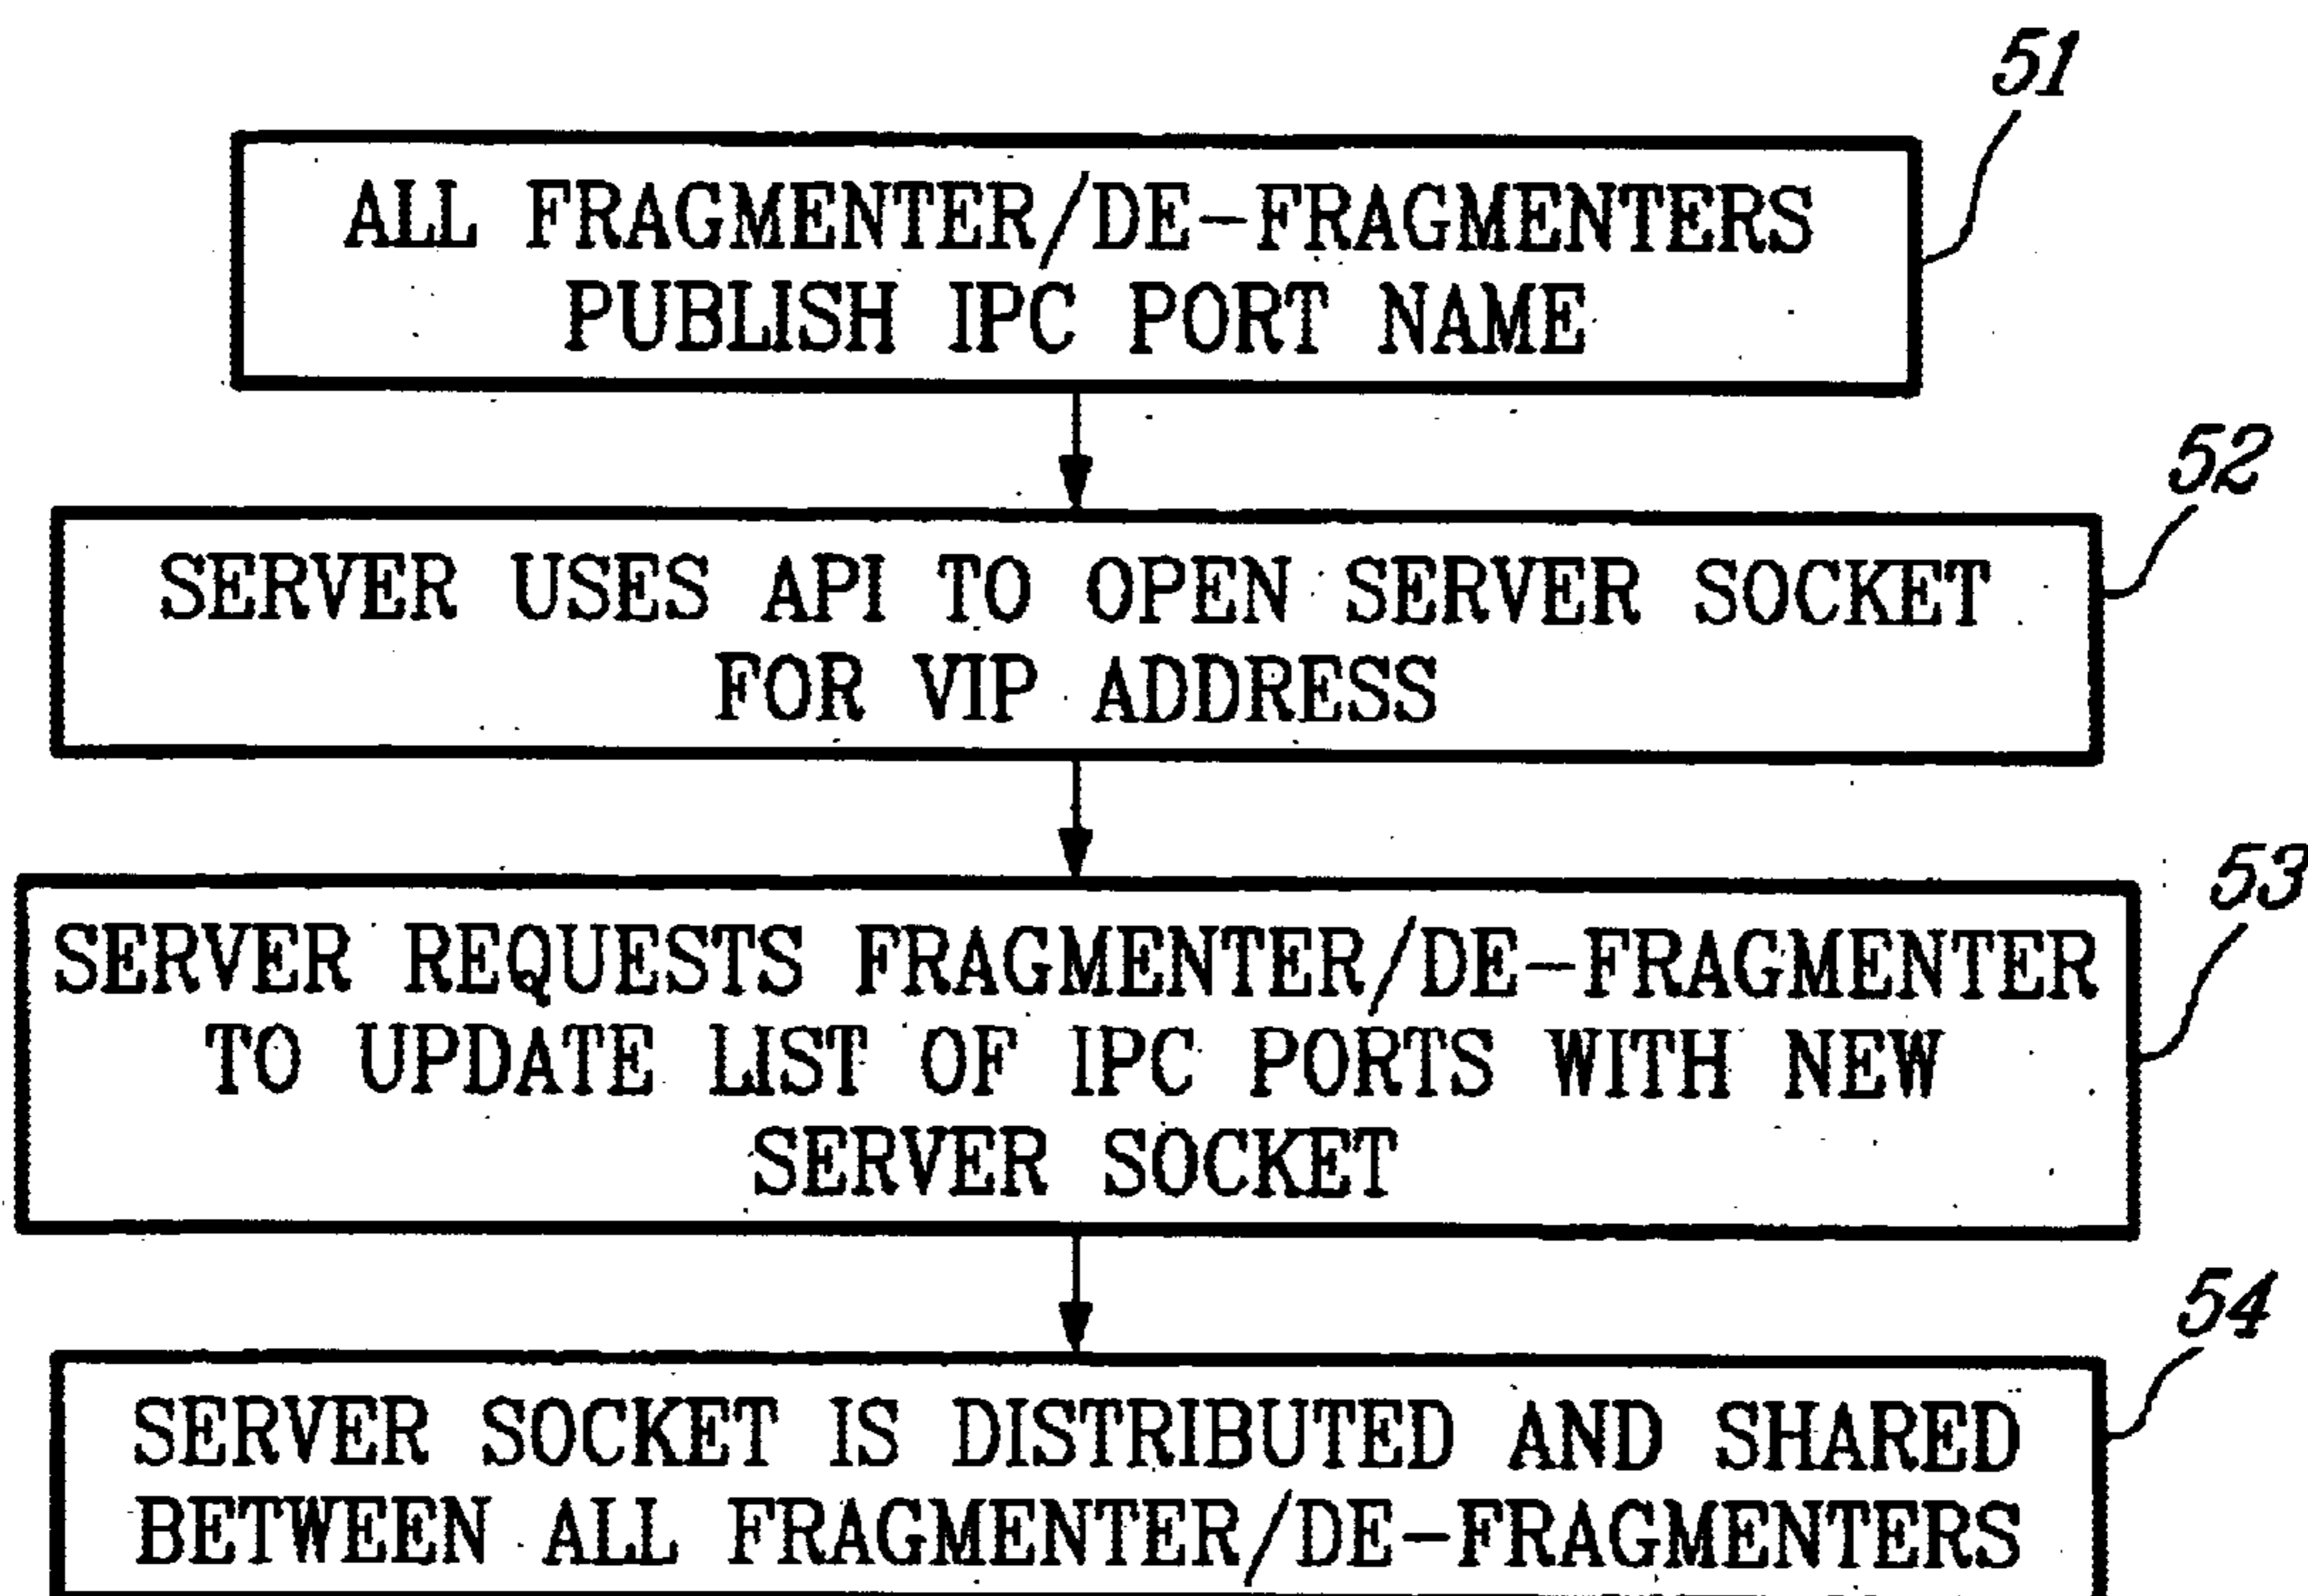 51
ALL FRAGMENTER/DE-FRAGMENTERS
PUBLISH IPC PORT NAME
52
SERVER USES API TO OPEN SERVER SOCKET
FOR VIP ADDRESS
53
SERVER REQUESTS FRAGMENTER/DE-FRAGMENTER
TO UPDATE LIST OF IPC PORTS WITH NEW
SERVER SOCKET
54
SERVER SOCKET IS DISTRIBUTED AND SHARED
BETWEEN ALL FRAGMENTER/DE-FRAGMENTERS